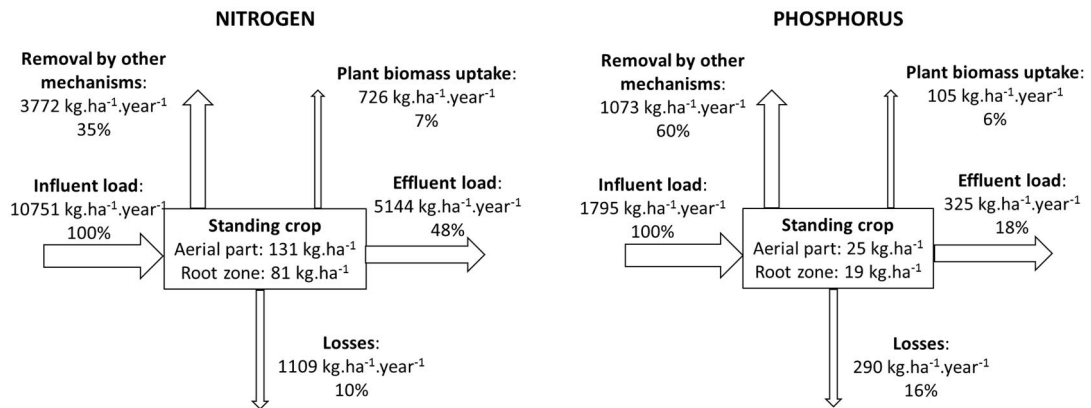 NITROGEN
Removal by other
mechanisms:
3772 kg.ha⁻¹.year⁻¹
35%
Plant biomass uptake:
726 kg.ha⁻¹.year⁻¹
7%
Influent load:
10751 kg.ha⁻¹.year⁻¹
100%
Standing crop
Aerial part: 131 kg.ha⁻¹
Root zone: 81 kg.ha⁻¹
Effluent load:
5144 kg.ha⁻¹.year⁻¹
48%
Losses:
1109 kg.ha⁻¹.year⁻¹
10%
PHOSPHORUS
Removal by other
mechanisms:
1073 kg.ha⁻¹.year⁻¹
60%
Plant biomass uptake:
105 kg.ha⁻¹.year⁻¹
6%
Influent load:
1795 kg.ha⁻¹.year⁻¹
100%
Standing crop
Aerial part: 25 kg.ha⁻¹
Root zone: 19 kg.ha⁻¹
Effluent load:
325 kg.ha⁻¹.year⁻¹
18%
Losses:
290 kg.ha⁻¹.year⁻¹
16%